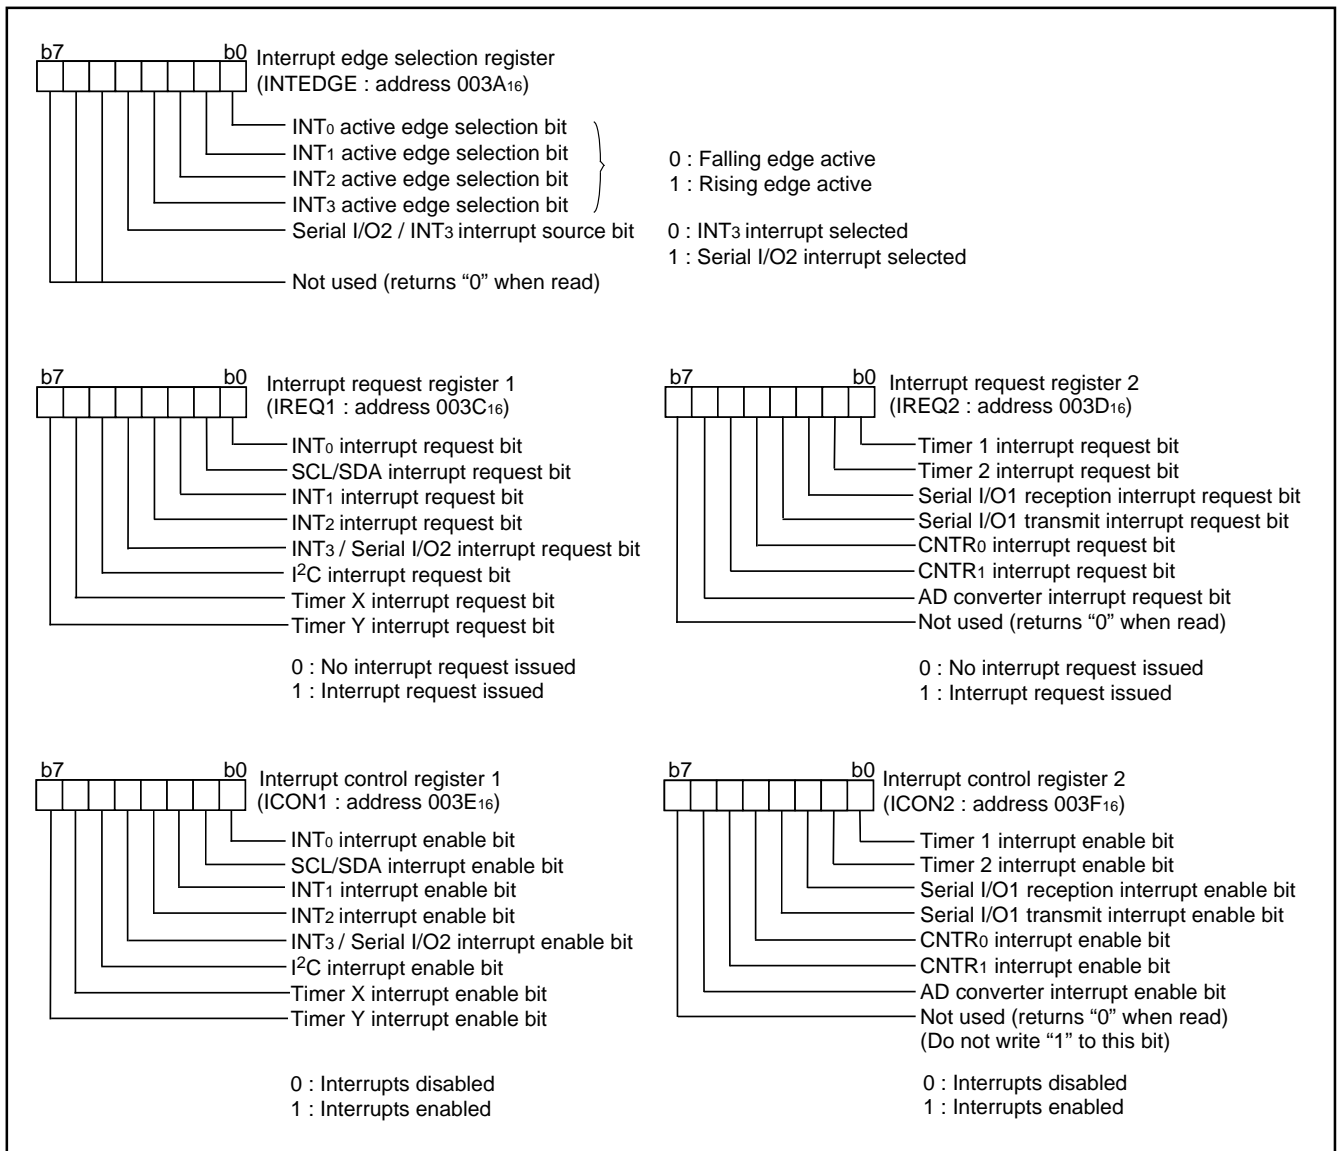 b7 b0 Interrupt edge selection register
(INTEDGE : address 003A16)
INT0 active edge selection bit
INT1 active edge selection bit
INT2 active edge selection bit
INT3 active edge selection bit
0 : Falling edge active
1 : Rising edge active
Serial I/O2 / INT3 interrupt source bit
0 : INT3 interrupt selected
1 : Serial I/O2 interrupt selected
Not used (returns “0” when read)
b7 b0 Interrupt request register 1
(IREQ1 : address 003C16)
INT0 interrupt request bit
SCL/SDA interrupt request bit
INT1 interrupt request bit
INT2 interrupt request bit
INT3 / Serial I/O2 interrupt request bit
I2C interrupt request bit
Timer X interrupt request bit
Timer Y interrupt request bit
0 : No interrupt request issued
1 : Interrupt request issued
b7 b0 Interrupt request register 2
(IREQ2 : address 003D16)
Timer 1 interrupt request bit
Timer 2 interrupt request bit
Serial I/O1 reception interrupt request bit
Serial I/O1 transmit interrupt request bit
CNTR0 interrupt request bit
CNTR1 interrupt request bit
AD converter interrupt request bit
Not used (returns “0” when read)
0 : No interrupt request issued
1 : Interrupt request issued
b7 b0 Interrupt control register 1
(ICON1 : address 003E16)
INT0 interrupt enable bit
SCL/SDA interrupt enable bit
INT1 interrupt enable bit
INT2 interrupt enable bit
INT3 / Serial I/O2 interrupt enable bit
I2C interrupt enable bit
Timer X interrupt enable bit
Timer Y interrupt enable bit
0 : Interrupts disabled
1 : Interrupts enabled
b7 b0 Interrupt control register 2
(ICON2 : address 003F16)
Timer 1 interrupt enable bit
Timer 2 interrupt enable bit
Serial I/O1 reception interrupt enable bit
Serial I/O1 transmit interrupt enable bit
CNTR0 interrupt enable bit
CNTR1 interrupt enable bit
AD converter interrupt enable bit
Not used (returns “0” when read)
(Do not write “1” to this bit)
0 : Interrupts disabled
1 : Interrupts enabled